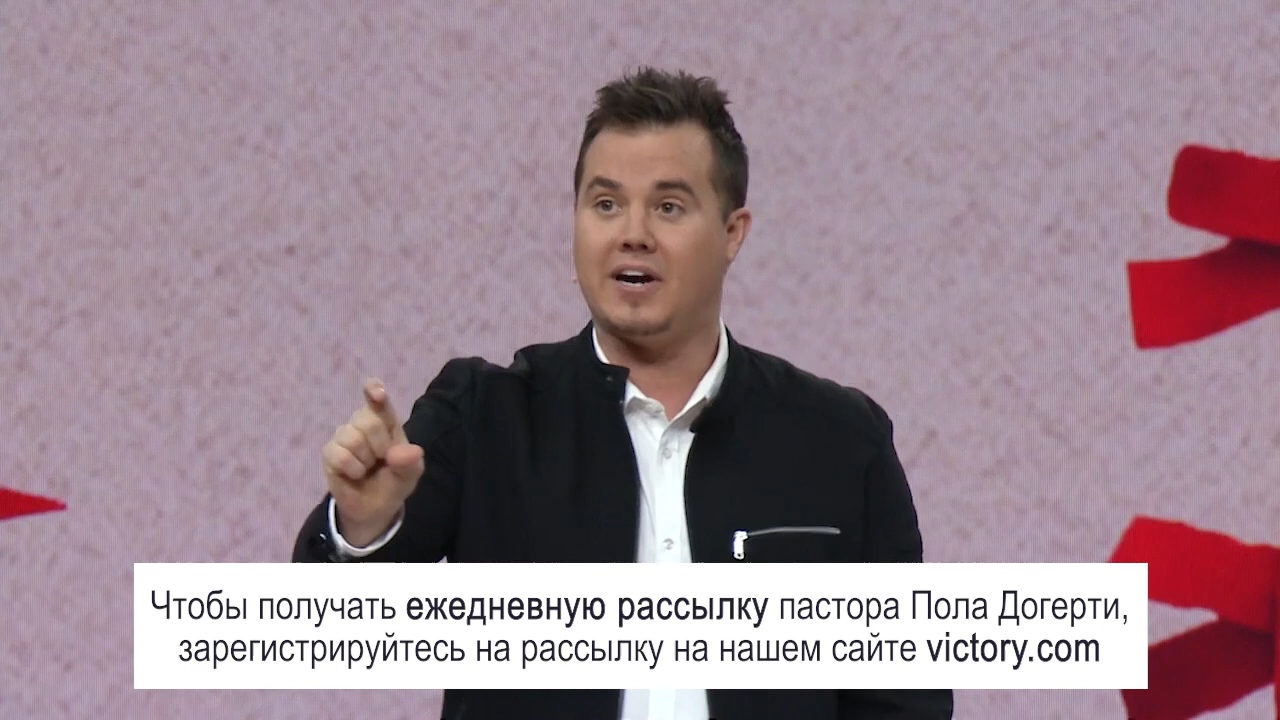 Чтобы получать ежедневную рассылку пастора Пола Догерти,
зарегистрируйтесь на рассылку на нашем сайте victory.com